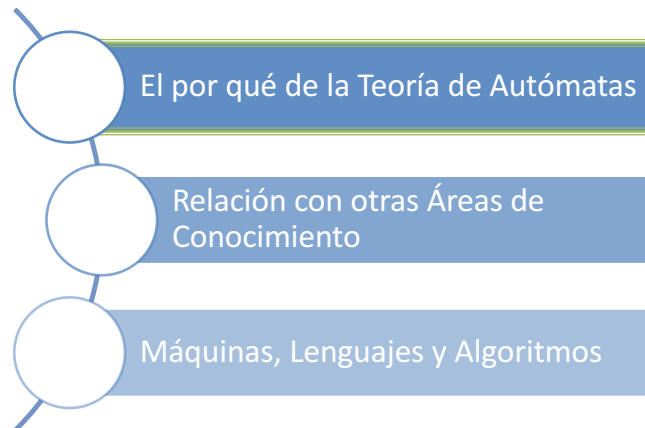 El por qué de la Teoría de Autómatas
Relación con otras Áreas de
Conocimiento
Máquinas, Lenguajes y Algoritmos